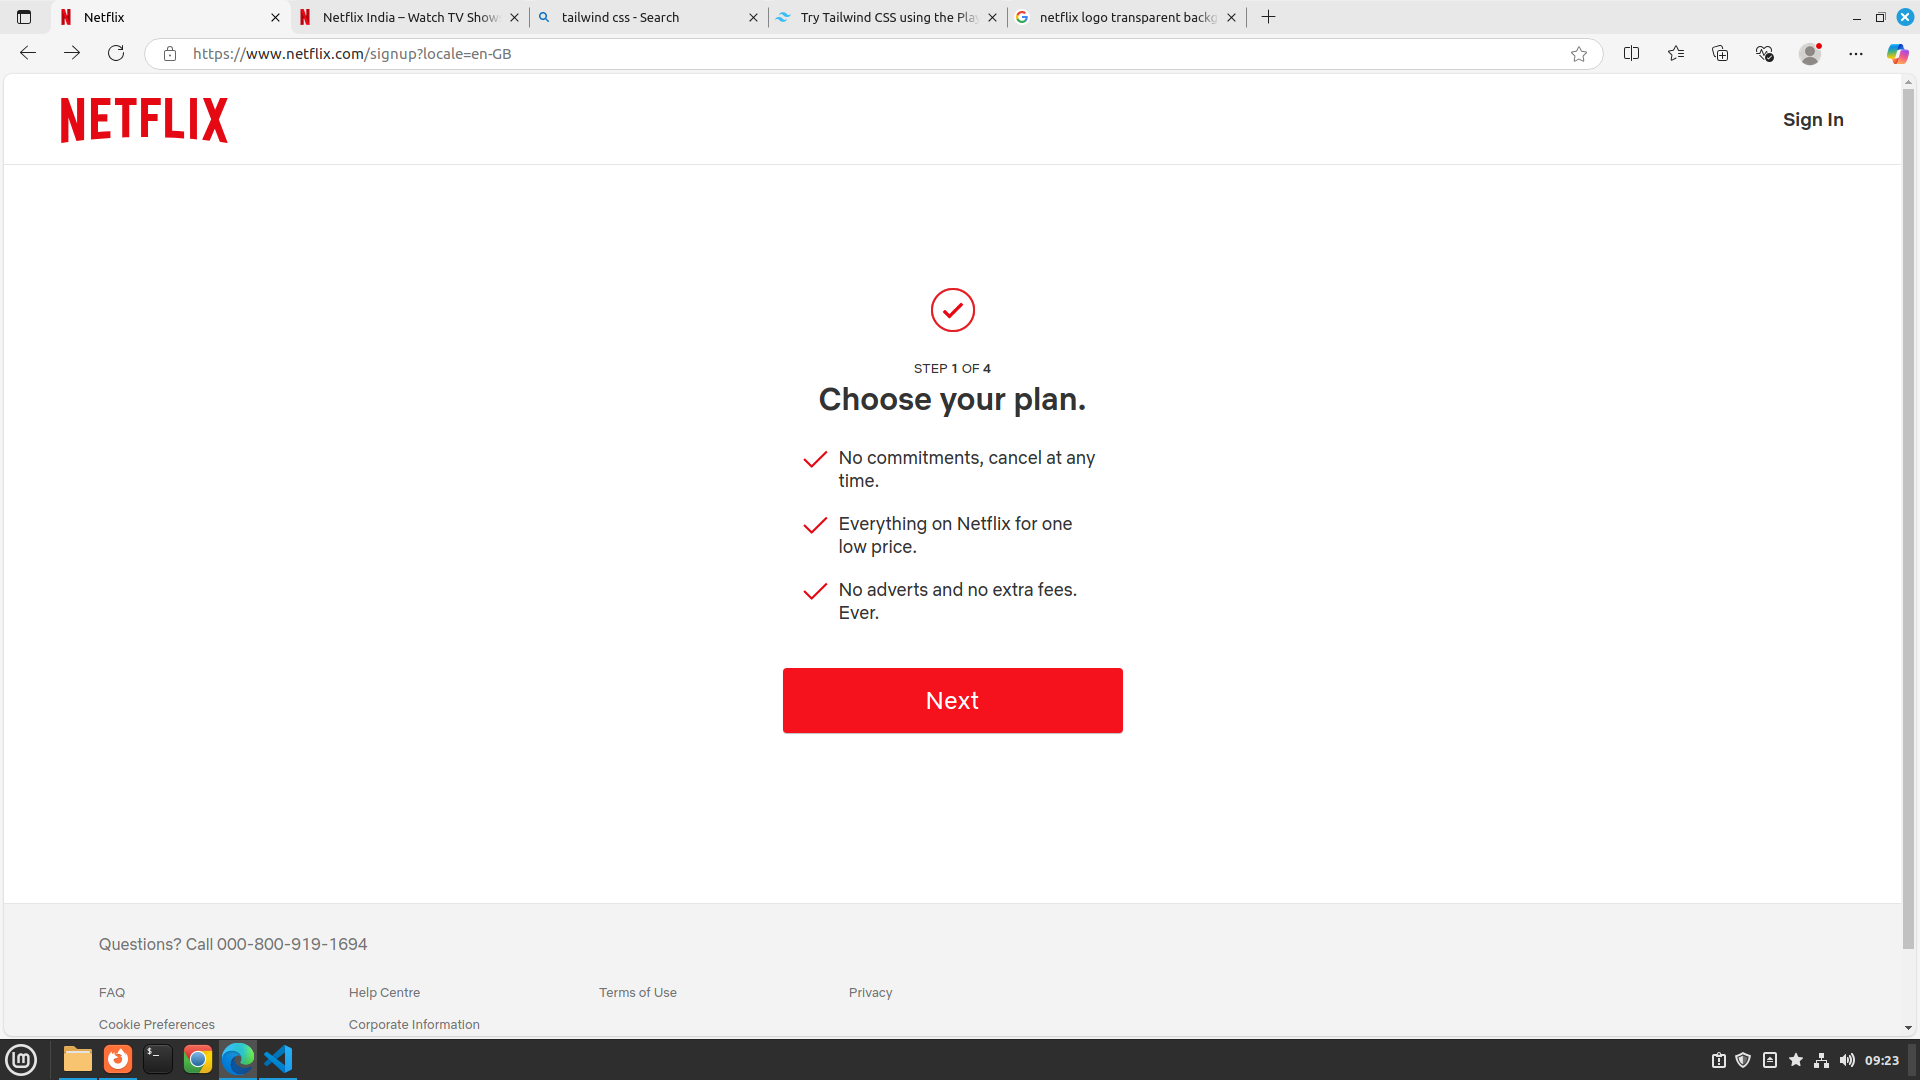 Netflix
Netflix India – Watch TV Show
tailwind css - Search
Try Tailwind CSS using the Play
netflix logo transparent backg
https://www.netflix.com/signup?locale=en-GB
NETFLIX
Sign In
STEP 1 OF 4
Choose your plan.
No commitments, cancel at any
time.
Everything on Netflix for one
low price.
No adverts and no extra fees.
Ever.
Next
Questions? Call 000-800-919-1694
FAQ
Help Centre
Terms of Use
Privacy
Cookie Preferences
Corporate Information
09:23